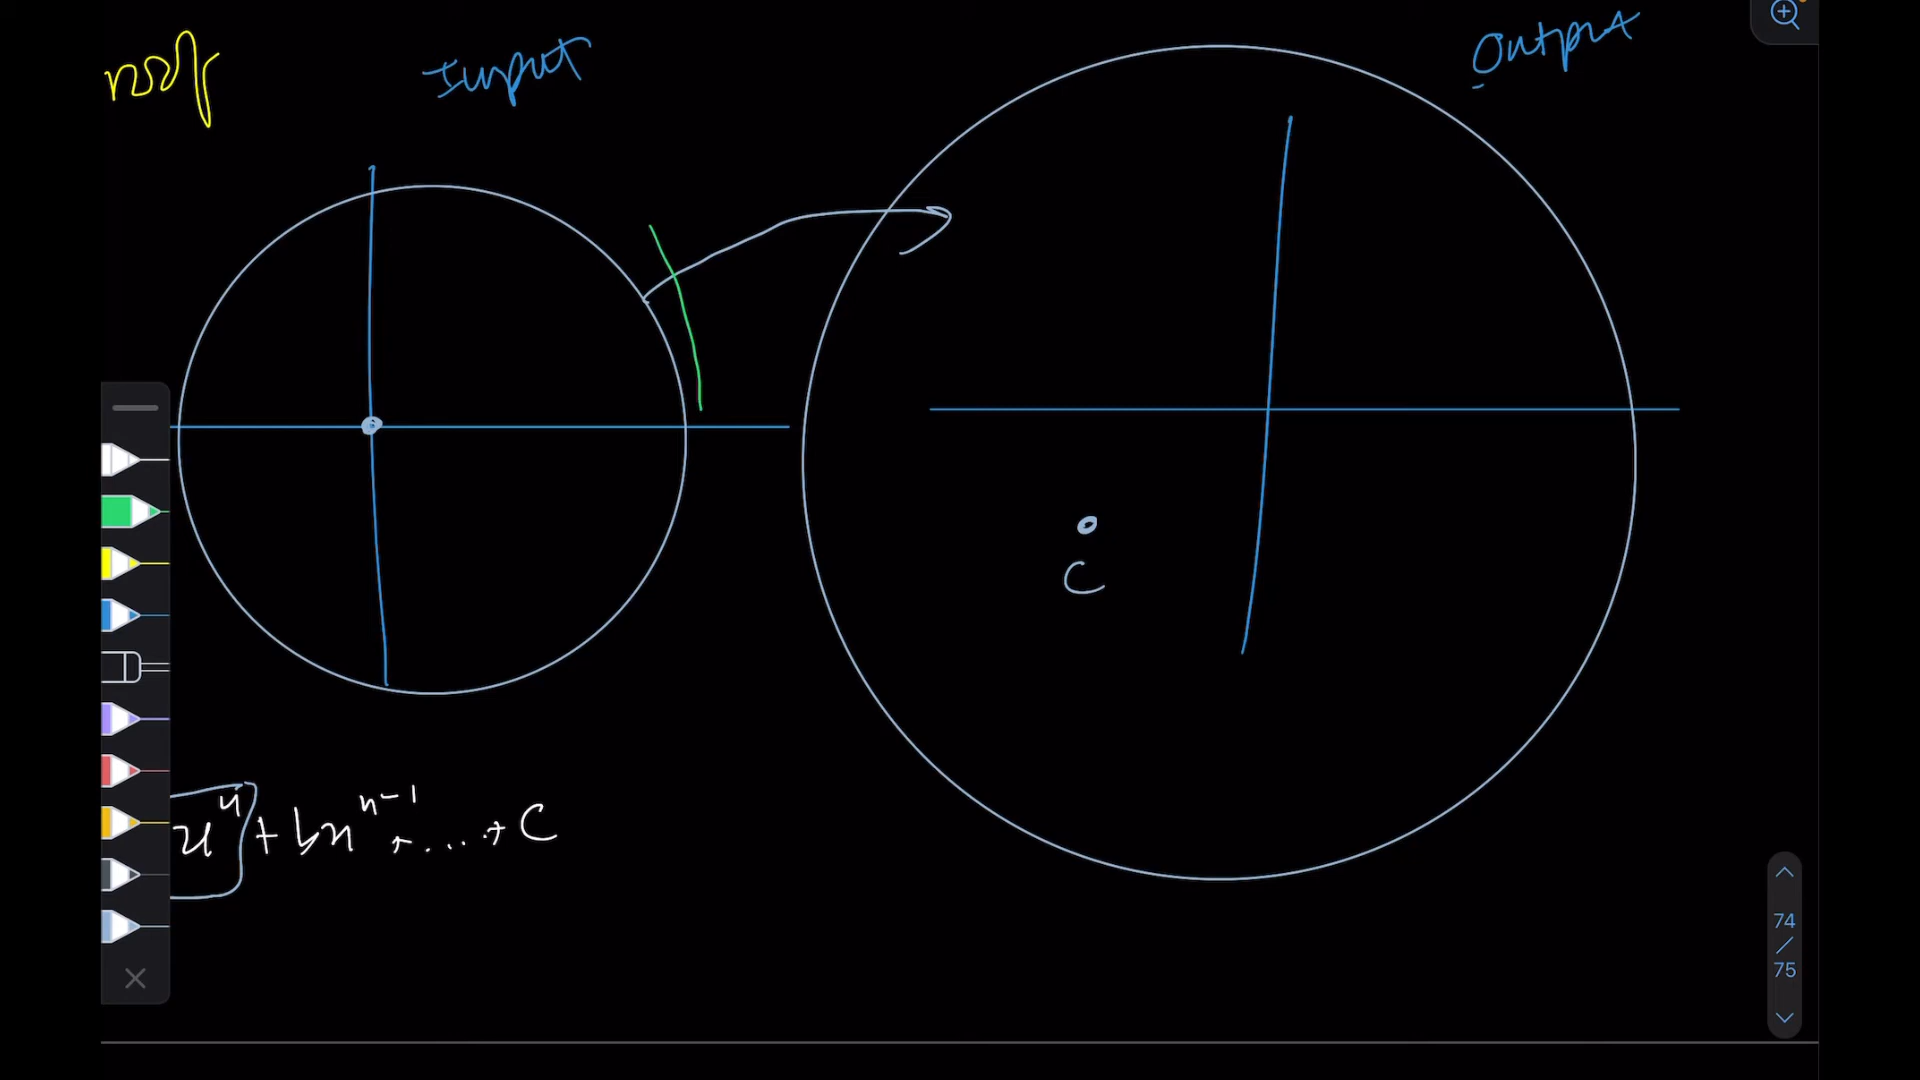 Input
Output
C
x^n + bx^n-1 + .... + C
74
/
75